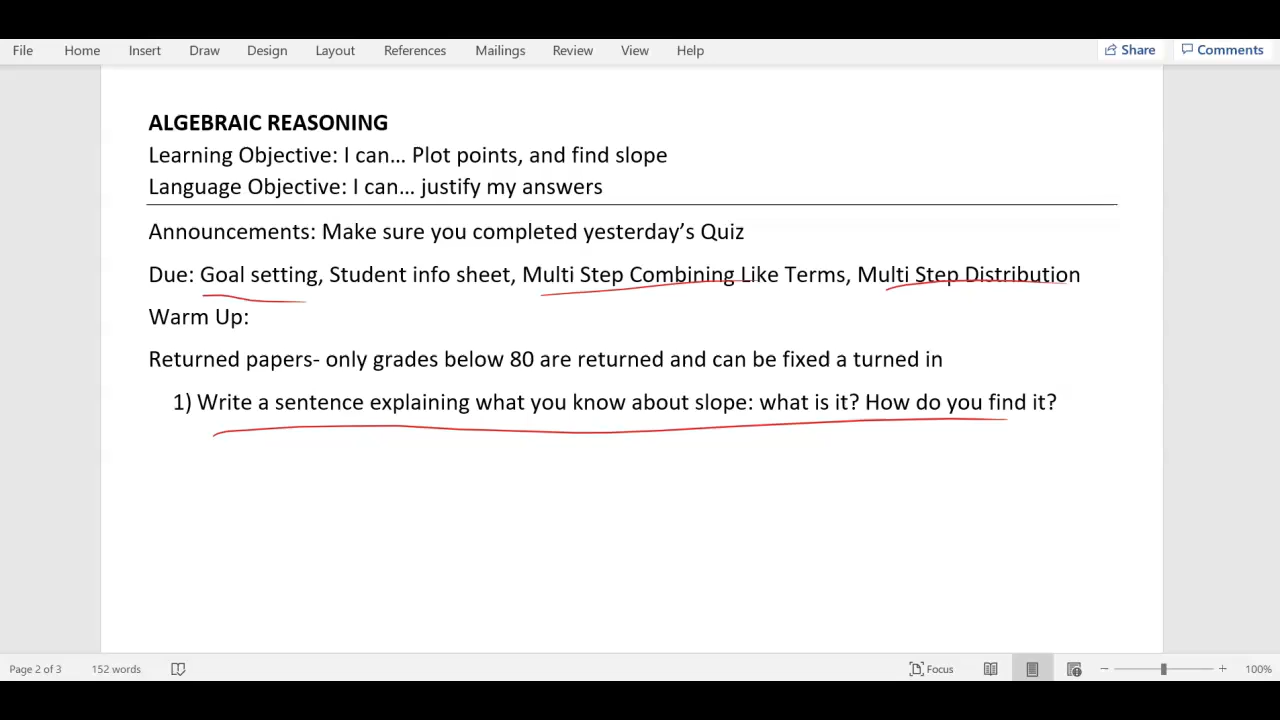 File Home Insert Draw Design Layout References Mailings Review View Help Share Comments
ALGEBRAIC REASONING
Learning Objective: I can... Plot points, and find slope
Language Objective: I can... justify my answers
Announcements: Make sure you completed yesterday's Quiz
Due: Goal setting, Student info sheet, Multi Step Combining Like Terms, Multi Step Distribution
Warm Up:
Returned papers- only grades below 80 are returned and can be fixed a turned in
1) Write a sentence explaining what you know about slope: what is it? How do you find it?
Page 2 of 3 152 words Focus 100%